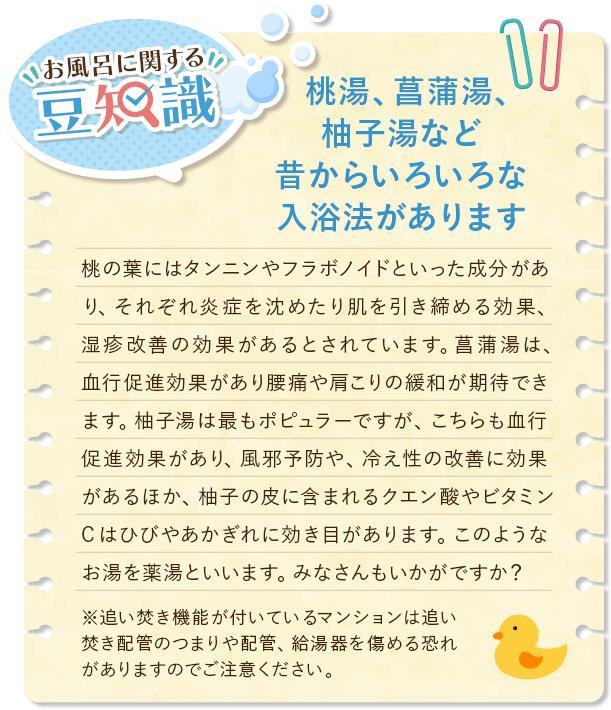 お風呂に関する
豆知識
桃湯、菖蒲湯、
柚子湯など
昔からいろいろな
入浴法があります
桃の葉にはタンニンやフラボノイドといった成分があ
り、それぞれ炎症を沈めたり肌を引き締める効果、
湿疹改善の効果があるとされています。菖蒲湯は、
血行促進効果があり腰痛や肩こりの緩和が期待でき
ます。柚子湯は最もポピュラーですが、こちらも血行
促進効果があり、風邪予防や、冷え性の改善に効果
があるほか、柚子の皮に含まれるクエン酸やビタミン
Cはひびやあかぎれに効き目があります。このような
お湯を薬湯といいます。みなさんもいかがですか？
※追い焚き機能が付いているマンションは追い
焚き配管のつまりや配管、給湯器を傷める恐れ
がありますのでご注意ください。